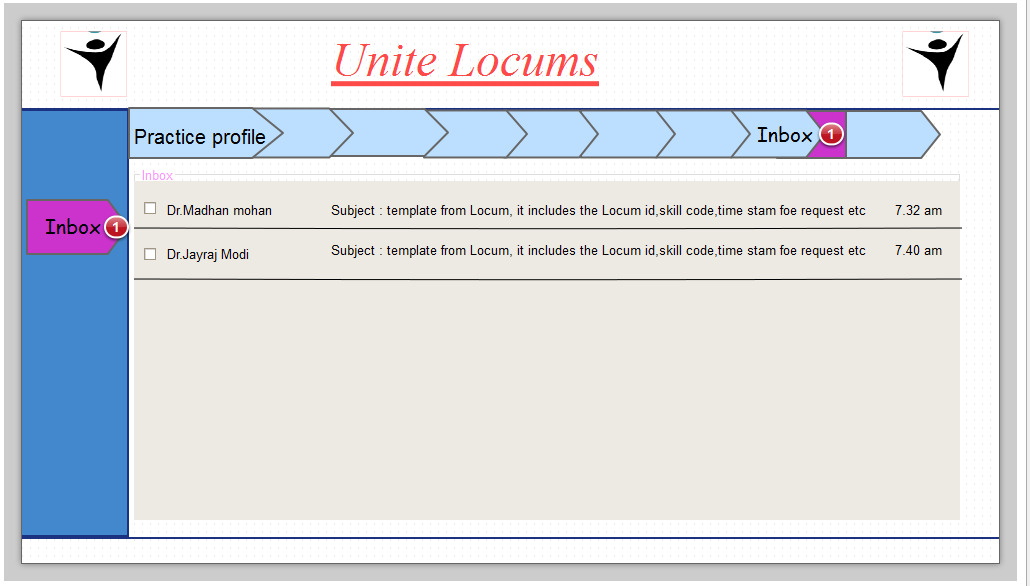 Unite Locums
Practice profile
Inbox 1
Inbox
Inbox 1
Dr.Madhan mohan Subject : template from Locum, it includes the Locum id,skill code,time stam foe request etc 7.32 am
Dr.Jayraj Modi Subject : template from Locum, it includes the Locum id,skill code,time stam foe request etc 7.40 am